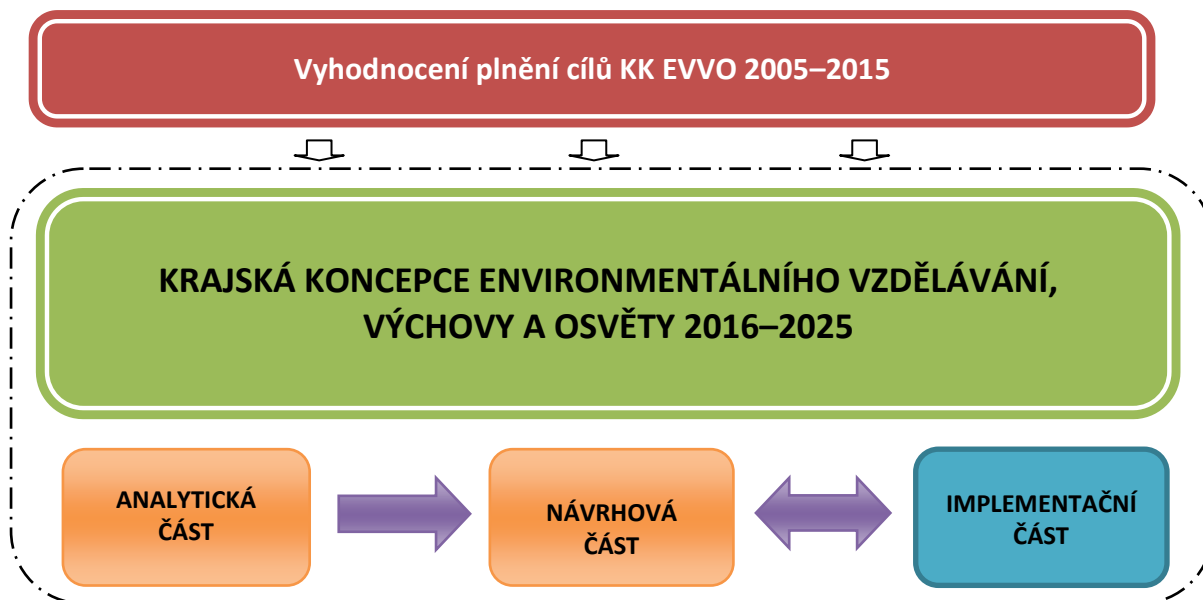 Vyhodnocení plnění cílů KK EVVO 2005–2015
KRAJSKÁ KONCEPCE ENVIRONMENTÁLNÍHO VZDĚLÁVÁNÍ,
VÝCHOVY A OSVĚTY 2016–2025
ANALYTICKÁ
ČÁST
NÁVRHOVÁ
ČÁST
IMPLEMENTAČNÍ
ČÁST